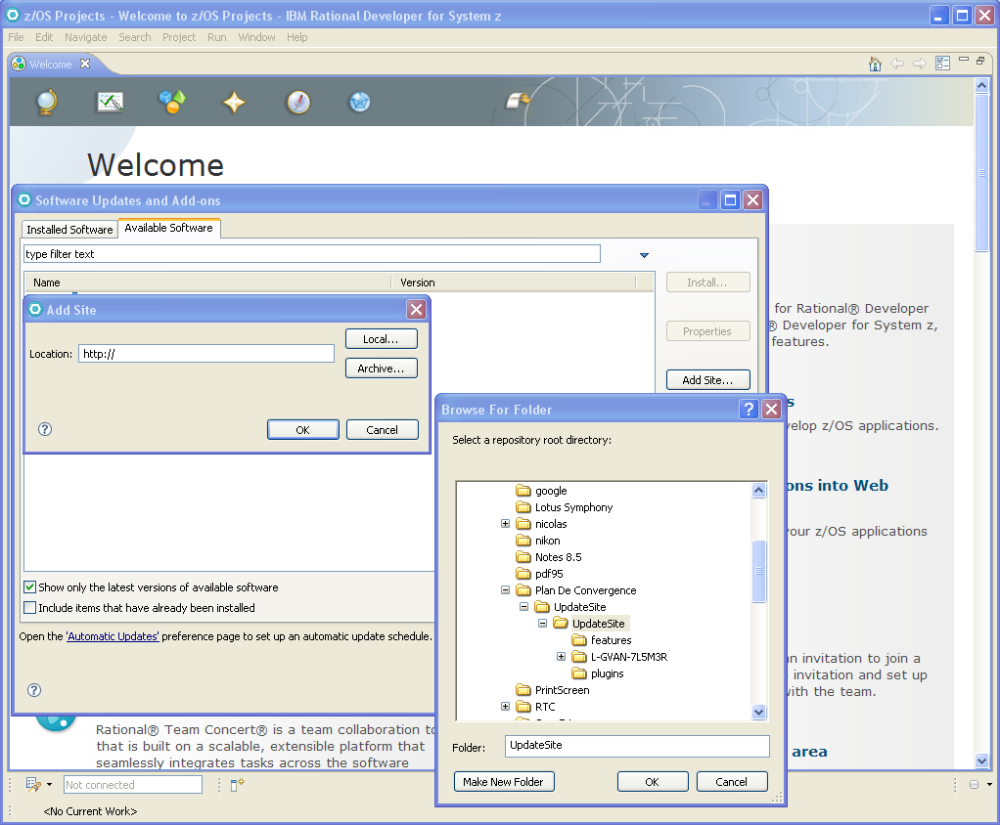 z/OS Projects - Welcome to z/OS Projects - IBM Rational Developer for System z
File Edit Navigate Search Project Run Window Help
Welcome
Welcome
Software Updates and Add-ons
Installed Software Available Software
type filter text
Name Version
Install...
Properties
Add Site...
Add Site
Location: http://
Local...
Archive...
OK Cancel
for Rational® Developer
® Developer for System z,
features.
elop z/OS applications.
ons into Web
your z/OS applications
an invitation to join a
invitation and set up
with the team.
area
Browse For Folder
Select a repository root directory:
google
Lotus Symphony
nicolas
nikon
Notes 8.5
pdf95
Plan De Convergence
UpdateSite
UpdateSite
features
L-GVAN-7L5M3R
plugins
PrintScreen
RTC
Folder: UpdateSite
Make New Folder OK Cancel
Show only the latest versions of available software
Include items that have already been installed
Open the 'Automatic Updates' preference page to set up an automatic update schedule.
Rational® Team Concert® is a team collaboration to
that is built on a scalable, extensible platform that
seamlessly integrates tasks across the software
Not connected
<No Current Work>